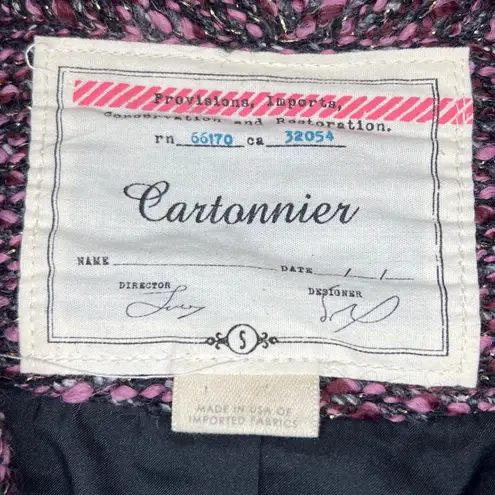 Provisions, Imports,
Conservation and Restoration.
rn 66170 ca 32054
Cartonnier
NAME DATE / /
DIRECTOR DESIGNER
S
MADE IN USA OF
IMPORTED FABRICS